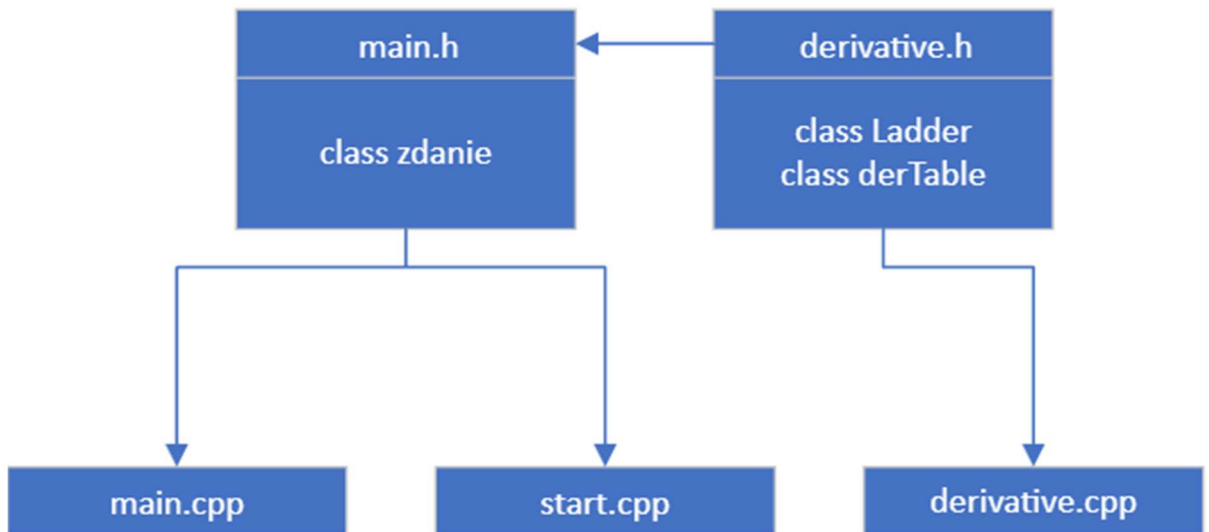 main.h
derivative.h
class zdanie
class Ladder
class derTable
main.cpp
start.cpp
derivative.cpp